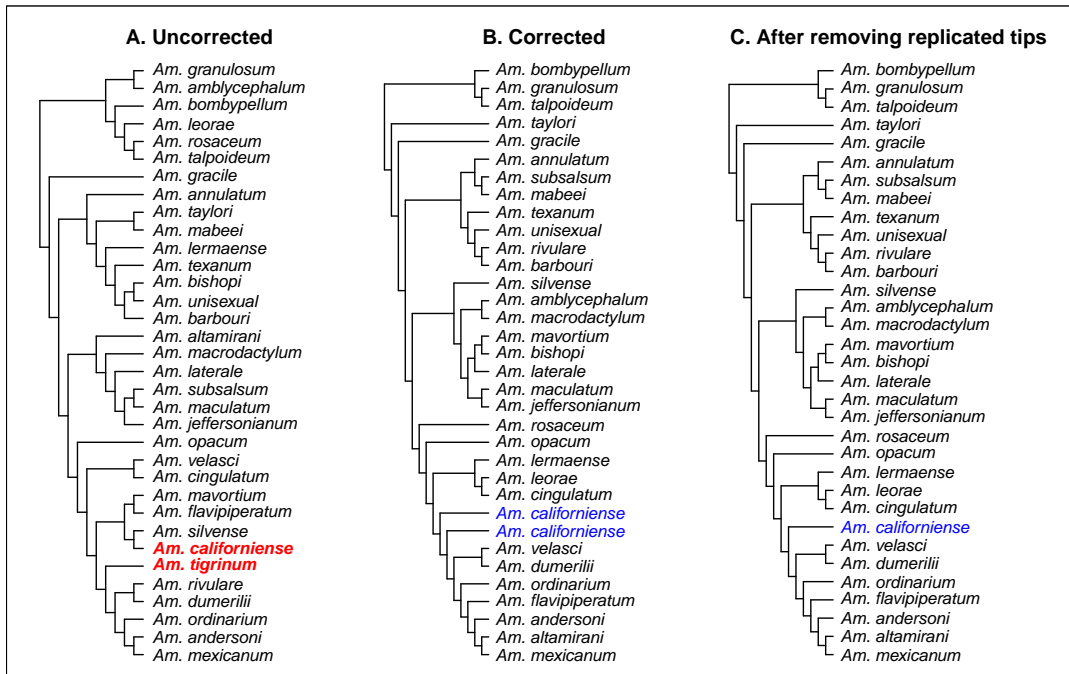 A. Uncorrected
Am. granulosum
Am. amblycephalum
Am. bombypellum
Am. leorae
Am. rosaceum
Am. talpoideum
Am. gracile
Am. annulatum
Am. taylori
Am. mabeei
Am. lermaense
Am. texanum
Am. bishopi
Am. unisexual
Am. barbouri
Am. altamirani
Am. macrodactylum
Am. laterale
Am. subsalsum
Am. maculatum
Am. jeffersonianum
Am. opacum
Am. velasci
Am. cingulatum
Am. mavortium
Am. flavipiperatum
Am. silvense
Am. californiense
Am. tigrinum
Am. rivulare
Am. dumerilii
Am. ordinarium
Am. andersoni
Am. mexicanum
B. Corrected
Am. bombypellum
Am. granulosum
Am. talpoideum
Am. taylori
Am. gracile
Am. annulatum
Am. subsalsum
Am. mabeei
Am. texanum
Am. unisexual
Am. rivulare
Am. barbouri
Am. silvense
Am. amblycephalum
Am. macrodactylum
Am. mavortium
Am. bishopi
Am. laterale
Am. maculatum
Am. jeffersonianum
Am. rosaceum
Am. opacum
Am. lermaense
Am. leorae
Am. cingulatum
Am. californiense
Am. californiense
Am. velasci
Am. dumerilii
Am. ordinarium
Am. flavipiperatum
Am. andersoni
Am. altamirani
Am. mexicanum
C. After removing replicated tips
Am. bombypellum
Am. granulosum
Am. talpoideum
Am. taylori
Am. gracile
Am. annulatum
Am. subsalsum
Am. mabeei
Am. texanum
Am. unisexual
Am. rivulare
Am. barbouri
Am. silvense
Am. amblycephalum
Am. macrodactylum
Am. mavortium
Am. bishopi
Am. laterale
Am. maculatum
Am. jeffersonianum
Am. rosaceum
Am. opacum
Am. lermaense
Am. leorae
Am. cingulatum
Am. californiense
Am. velasci
Am. dumerilii
Am. ordinarium
Am. flavipiperatum
Am. andersoni
Am. altamirani
Am. mexicanum